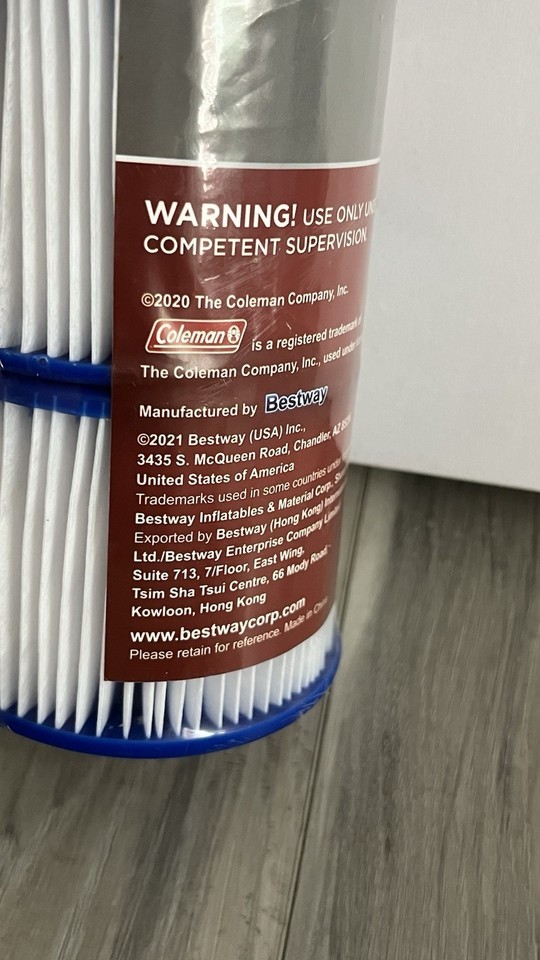 WARNING! USE ONLY
COMPETENT SUPERVISION
©2020 The Coleman Company, Inc.
Coleman is a registered trademark
The Coleman Company, Inc., used under
Manufactured by Bestway
©2021 Bestway (USA) Inc.,
3435 S. McQueen Road, Chandler, AZ
United States of America
Trademarks used in some countries under
Bestway Inflatables & Material Corp.,
Exported by Bestway (Hong Kong)
Ltd./Bestway Enterprise Company
Suite 713, 7/Floor, East Wing,
Tsim Sha Tsui Centre, 66 Mody Road,
Kowloon, Hong Kong
www.bestwaycorp.com
Please retain for reference. Made in China